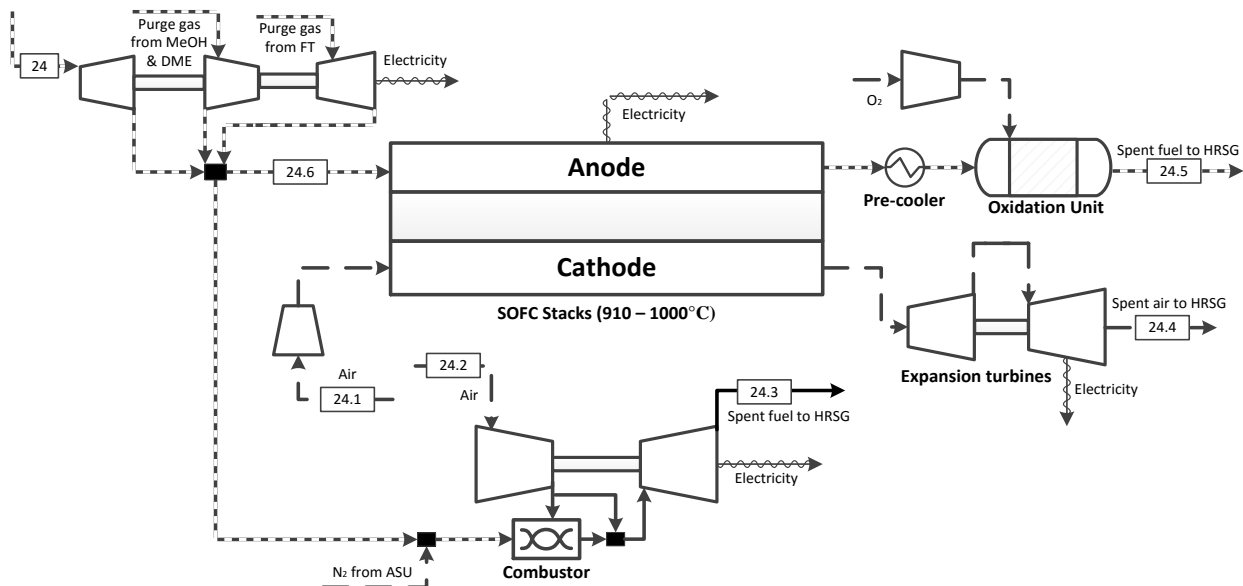 Purge gas
from MeOH
& DME
Purge gas
from FT
24
Electricity
Electricity
O₂
Anode
24.6
Spent fuel to HRSG
24.5
Pre-cooler
Oxidation Unit
Cathode
SOFC Stacks (910 – 1000°C)
Spent air to HRSG
24.4
Expansion turbines
Electricity
Air
24.1
24.2
Air
24.3
Spent fuel to HRSG
Electricity
N₂ from ASU
Combustor